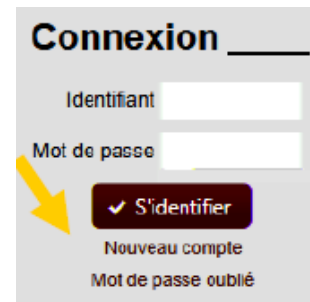 Connexion
Identifiant
Mot de passe
✔ S'identifier
Nouveau compte
Mot de passe oublié